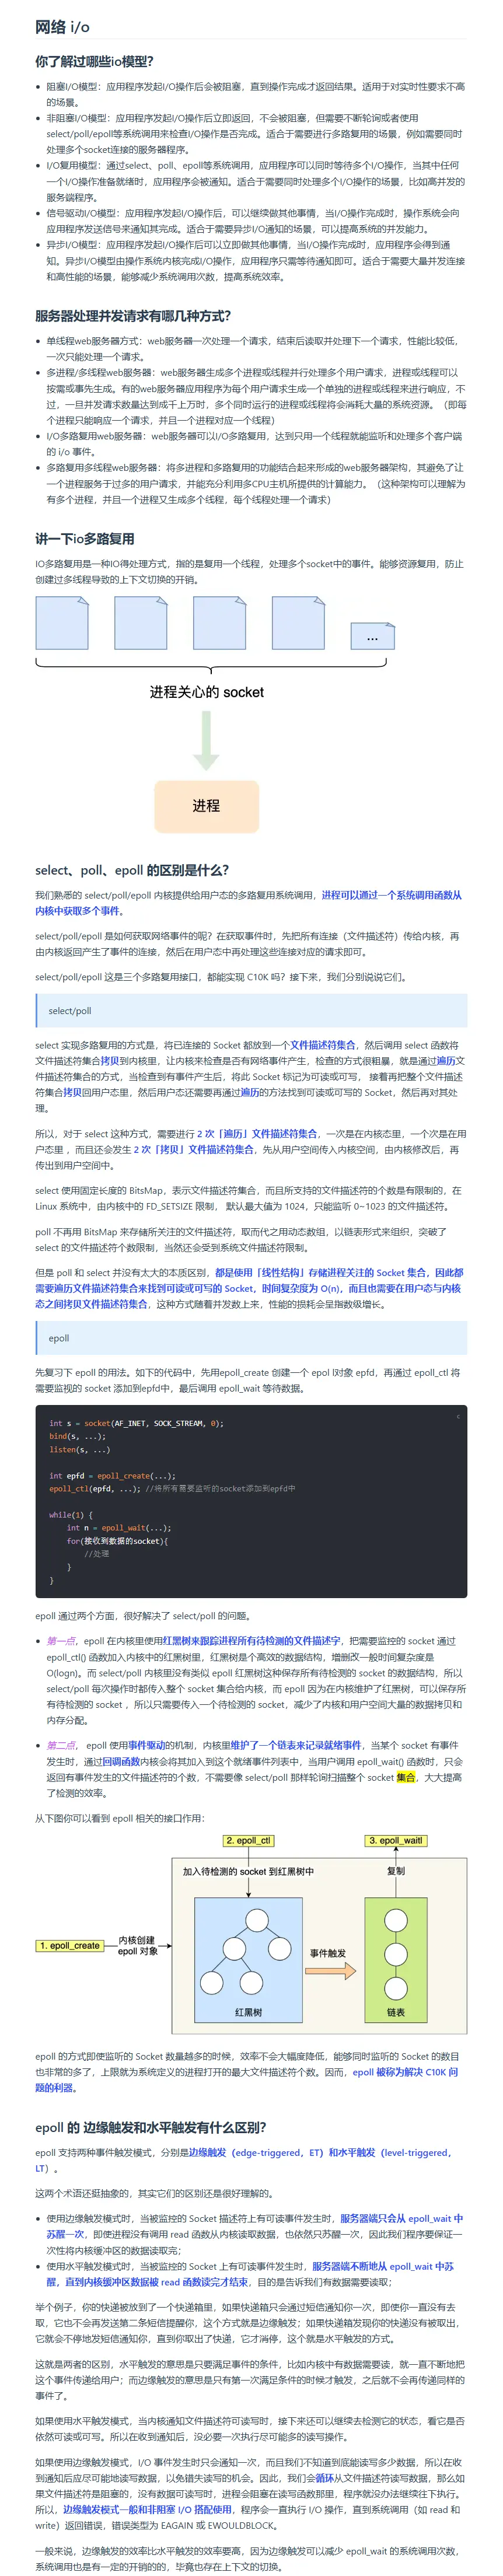 网络 i/o
你了解过哪些io模型？
阻塞I/O模型：应用程序发起I/O操作后会被阻塞，直到操作完成才返回结果。适用于对实时性要求不高
的场景。
非阻塞I/O模型：应用程序发起I/O操作后立即返回，不会被阻塞，但需要不断轮询或者使用
select/poll/epoll等系统调用来检查I/O操作是否完成。适合于需要进行多路复用的场景，例如需要同时
处理多个socket连接的服务器程序。
I/O复用模型：通过select、poll、epoll等系统调用，应用程序可以同时等待多个I/O操作，当其中任何
一个I/O操作准备就绪时，应用程序会被通知。适合于需要同时处理多个I/O操作的场景，比如高并发的
服务端程序。
信号驱动I/O模型：应用程序发起I/O操作后，可以继续做其他事情，当I/O操作完成时，操作系统会向
应用程序发送信号来通知其完成。适合于需要异步I/O通知的场景，可以提高系统的并发能力。
异步I/O模型：应用程序发起I/O操作后可以立即做其他事情，当I/O操作完成时，应用程序会得到通
知。异步I/O模型由操作系统内核完成I/O操作，应用程序只需等待通知即可。适合于需要大量并发连接
和高性能的场景，能够减少系统调用次数，提高系统效率。
服务器处理并发请求有哪几种方式？
单线程web服务器方式：web服务器一次处理一个请求，结束后读取并处理下一个请求，性能比较低，
一次只能处理一个请求。
多进程/多线程web服务器：web服务器生成多个进程或线程并行处理多个用户请求，进程或线程可以
按需或事先生成。有的web服务器应用程序为每个用户请求生成一个单独的进程或线程来进行响应，不
过，一旦并发请求数量达到成千上万时，多个同时运行的进程或线程将会消耗大量的系统资源。（即每
个进程只能响应一个请求，并且一个进程对应一个线程）
I/O多路复用web服务器：web服务器可以I/O多路复用，达到只用一个线程就能监听和处理多个客户端
的 i/o 事件。
多路复用多线程web服务器：将多进程和多路复用的功能结合起来形成的web服务器架构，其避免了让
一个进程服务于过多的用户请求，并能充分利用多CPU主机所提供的计算能力。（这种架构可以理解为
有多个进程，并且一个进程又生成多个线程，每个线程处理一个请求）
讲一下io多路复用
IO多路复用是一种IO得处理方式，指的是复用一个线程，处理多个socket中的事件。能够资源复用，防止
创建过多线程导致的上下文切换的开销。
...
进程关心的 socket
进程
select、poll、epoll 的区别是什么？
我们熟悉的 select/poll/epoll 内核提供给用户态的多路复用系统调用，进程可以通过一个系统调用函数从
内核中获取多个事件。
select/poll/epoll 是如何获取网络事件的呢？在获取事件时，先把所有连接（文件描述符）传给内核，再
由内核返回产生了事件的连接，然后在用户态中再处理这些连接对应的请求即可。
select/poll/epoll 这是三个多路复用接口，都能实现 C10K 吗？接下来，我们分别说说它们。
select/poll
select 实现多路复用的方式是，将已连接的 Socket 都放到一个文件描述符集合，然后调用 select 函数将
文件描述符集合拷贝到内核里，让内核来检查是否有网络事件产生，检查的方式很粗暴，就是通过遍历文
件描述符集合的方式，当检查到有事件产生后，将此 Socket 标记为可读或可写， 接着再把整个文件描述
符集合拷贝回用户态里，然后用户态还需要再通过遍历的方法找到可读或可写的 Socket，然后再对其处
理。
所以，对于 select 这种方式，需要进行 2 次「遍历」文件描述符集合，一次是在内核态里，一个次是在用
户态里 ，而且还会发生 2 次「拷贝」文件描述符集合，先从用户空间传入内核空间，由内核修改后，再
传出到用户空间中。
select 使用固定长度的 BitsMap，表示文件描述符集合，而且所支持的文件描述符的个数是有限制的，在
Linux 系统中，由内核中的 FD_SETSIZE 限制， 默认最大值为 1024，只能监听 0~1023 的文件描述符。
poll 不再用 BitsMap 来存储所关注的文件描述符，取而代之用动态数组，以链表形式来组织，突破了
select 的文件描述符个数限制，当然还会受到系统文件描述符限制。
但是 poll 和 select 并没有太大的本质区别，都是使用「线性结构」存储进程关注的 Socket 集合，因此都
需要遍历文件描述符集合来找到可读或可写的 Socket，时间复杂度为 O(n)，而且也需要在用户态与内核
态之间拷贝文件描述符集合，这种方式随着并发数上来，性能的损耗会呈指数级增长。
epoll
先复习下 epoll 的用法。如下的代码中，先用epoll_create 创建一个 epol l对象 epfd，再通过 epoll_ctl 将
需要监视的 socket 添加到epfd中，最后调用 epoll_wait 等待数据。
c
int s = socket(AF_INET, SOCK_STREAM, 0);
bind(s, ...);
listen(s, ...)
int epfd = epoll_create(...);
epoll_ctl(epfd, ...); //将所有需要监听的socket添加到epfd中
while(1) {
int n = epoll_wait(...);
for(接收到数据的socket){
//处理
}
}
epoll 通过两个方面，很好解决了 select/poll 的问题。
第一点，epoll 在内核里使用红黑树来跟踪进程所有待检测的文件描述字，把需要监控的 socket 通过
epoll_ctl() 函数加入内核中的红黑树里，红黑树是个高效的数据结构，增删改一般时间复杂度是
O(logn)。而 select/poll 内核里没有类似 epoll 红黑树这种保存所有待检测的 socket 的数据结构，所以
select/poll 每次操作时都传入整个 socket 集合给内核，而 epoll 因为在内核维护了红黑树，可以保存所
有待检测的 socket ，所以只需要传入一个待检测的 socket，减少了内核和用户空间大量的数据拷贝和
内存分配。
第二点， epoll 使用事件驱动的机制，内核里维护了一个链表来记录就绪事件，当某个 socket 有事件
发生时，通过回调函数内核会将其加入到这个就绪事件列表中，当用户调用 epoll_wait() 函数时，只会
返回有事件发生的文件描述符的个数，不需要像 select/poll 那样轮询扫描整个 socket 集合，大大提高
了检测的效率。
从下图你可以看到 epoll 相关的接口作用：
2. epoll_ctl
3. epoll_waitl
加入待检测的 socket 到红黑树中
复制
1. epoll_create
内核创建
epoll 对象
事件触发
红黑树
链表
epoll 的方式即使监听的 Socket 数量越多的时候，效率不会大幅度降低，能够同时监听的 Socket 的数目
也非常的多了，上限就为系统定义的进程打开的最大文件描述符个数。因而，epoll 被称为解决 C10K 问
题的利器。
epoll 的 边缘触发和水平触发有什么区别？
epoll 支持两种事件触发模式，分别是边缘触发（edge-triggered，ET）和水平触发（level-triggered，
LT）。
这两个术语还挺抽象的，其实它们的区别还是很好理解的。
使用边缘触发模式时，当被监控的 Socket 描述符上有可读事件发生时，服务器端只会从 epoll_wait 中
苏醒一次，即使进程没有调用 read 函数从内核读取数据，也依然只苏醒一次，因此我们程序要保证一
次性将内核缓冲区的数据读取完；
使用水平触发模式时，当被监控的 Socket 上有可读事件发生时，服务器端不断地从 epoll_wait 中苏
醒，直到内核缓冲区数据被 read 函数读完才结束，目的是告诉我们有数据需要读取；
举个例子，你的快递被放到了一个快递箱里，如果快递箱只会通过短信通知你一次，即使你一直没有去
取，它也不会再发送第二条短信提醒你，这个方式就是边缘触发；如果快递箱发现你的快递没有被取出，
它就会不停地发短信通知你，直到你取出了快递，它才消停，这个就是水平触发的方式。
这就是两者的区别，水平触发的意思是只要满足事件的条件，比如内核中有数据需要读，就一直不断地把
这个事件传递给用户；而边缘触发的意思是只有第一次满足条件的时候才触发，之后就不会再传递同样的
事件了。
如果使用水平触发模式，当内核通知文件描述符可读写时，接下来还可以继续去检测它的状态，看它是否
依然可读或可写。所以在收到通知后，没必要一次执行尽可能多的读写操作。
如果使用边缘触发模式，I/O 事件发生时只会通知一次，而且我们不知道到底能读写多少数据，所以在收
到通知后应尽可能地读写数据，以免错失读写的机会。因此，我们会循环从文件描述符读写数据，那么如
果文件描述符是阻塞的，没有数据可读写时，进程会阻塞在读写函数那里，程序就没办法继续往下执行。
所以，边缘触发模式一般和非阻塞 I/O 搭配使用，程序会一直执行 I/O 操作，直到系统调用（如 read 和
write）返回错误，错误类型为 EAGAIN 或 EWOULDBLOCK。
一般来说，边缘触发的效率比水平触发的效率要高，因为边缘触发可以减少 epoll_wait 的系统调用次数，
系统调用也是有一定的开销的的，毕竟也存在上下文的切换。